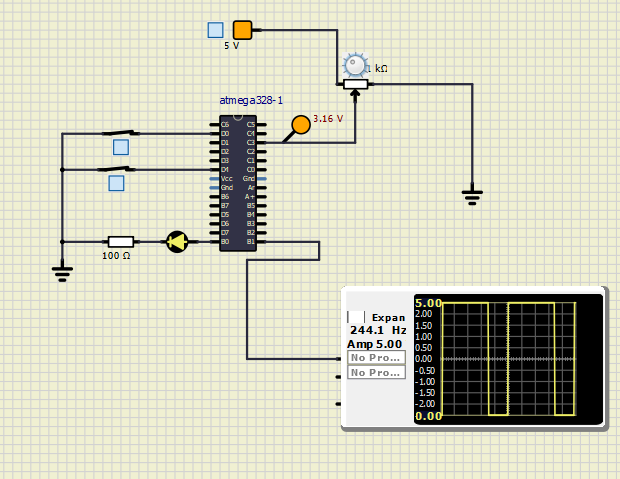 5 V
1 kΩ
atmega328-1
3.16 V
C6 C5
D0 C4
D1 C3
D2 C2
D3 C1
D4 C0
Vcc Gnd
Gnd Ar
B6 A+
B7 B5
D5 B4
D6 B3
D7 B2
B0 B1
100 Ω
Expan
244.1 Hz
Amp 5.00
No Pro...
No Pro...
5.00
2.00
1.50
1.00
0.50
0.00
-0.50
-1.00
-1.50
-2.00
0.00